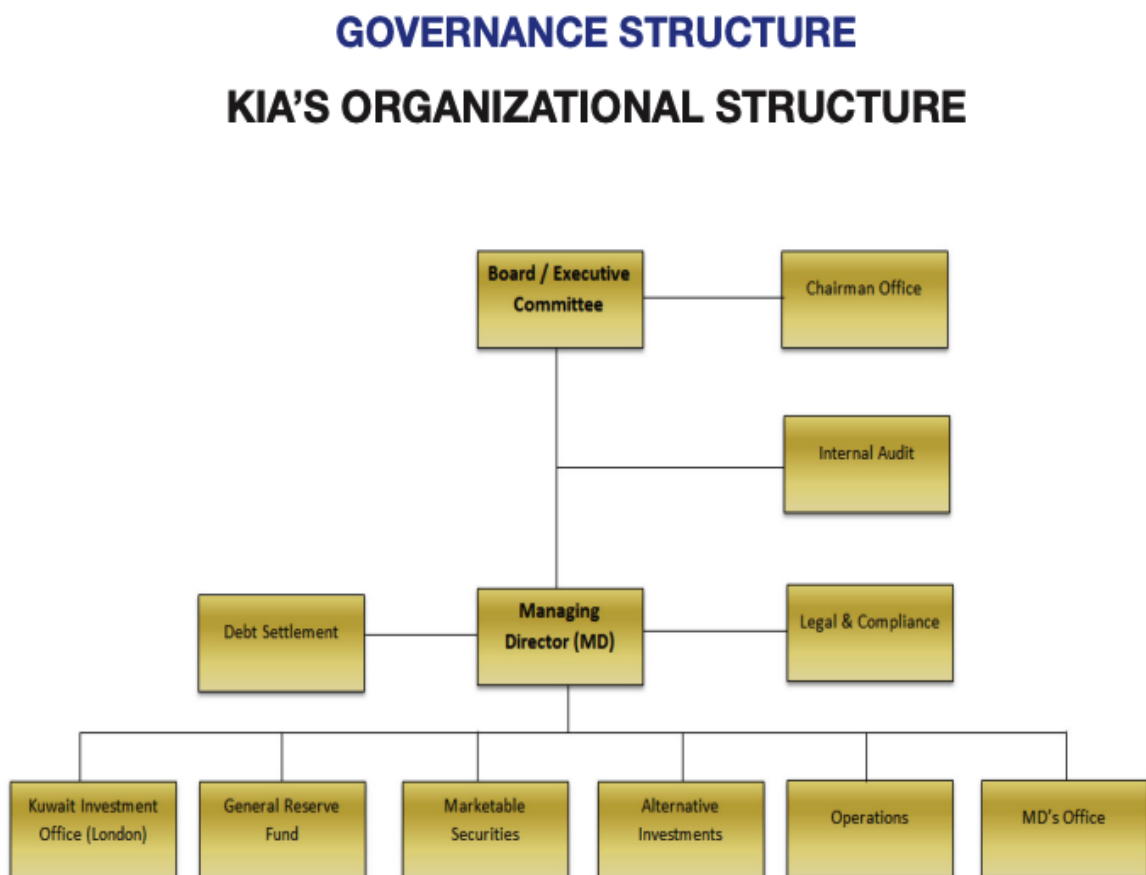 GOVERNANCE STRUCTURE
KIA'S ORGANIZATIONAL STRUCTURE
Board / Executive
Committee
Chairman Office
Internal Audit
Debt Settlement
Managing
Director (MD)
Legal & Compliance
Kuwait Investment
Office (London)
General Reserve
Fund
Marketable
Securities
Alternative
Investments
Operations
MD's Office